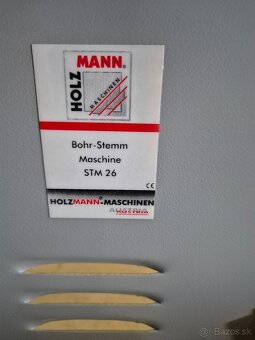 HOLZ
MANN®
MASCHINEN
Bohr-Stemm
Maschine
STM 26
CE
HOLZMANN®-MASCHINEN
AUSTRIA
Bazos.sk